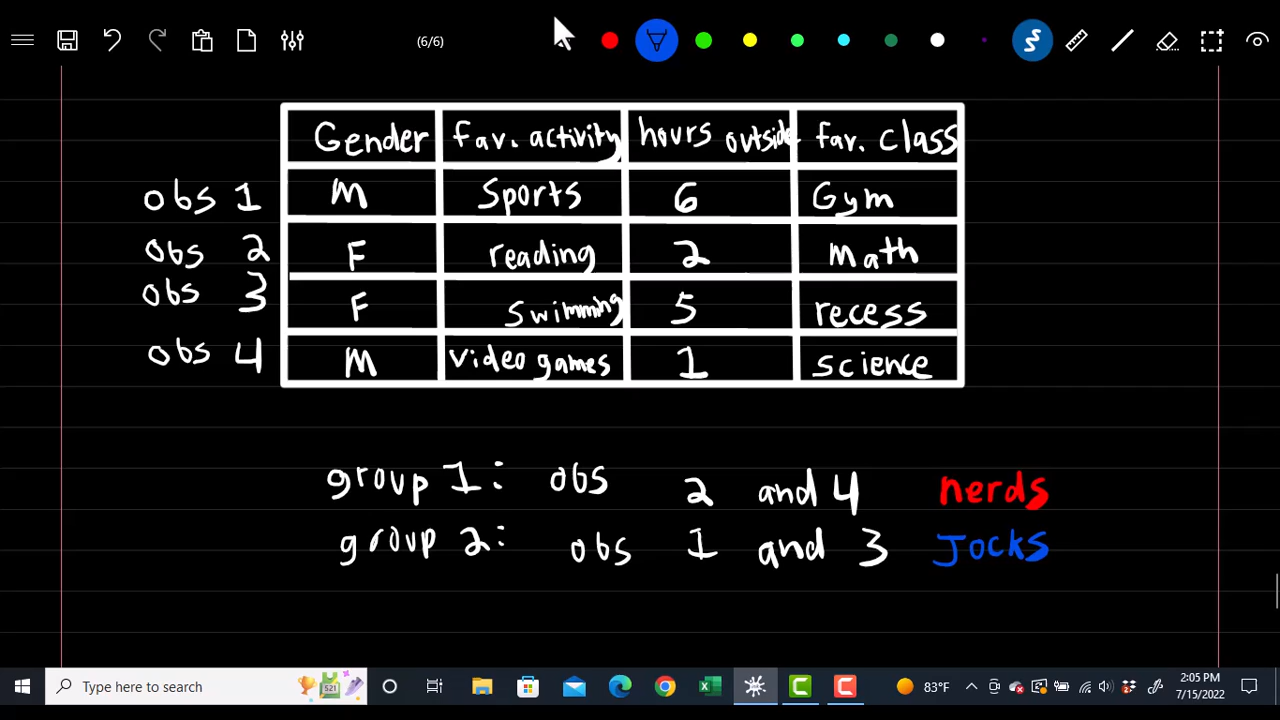 (6/6)
Gender fav. activity hours outside fav. class
obs 1 M Sports 6 Gym
obs 2 F reading 2 Math
obs 3 F swimming 5 recess
obs 4 M video games 1 science
group 1: obs 2 and 4 nerds
group 2: obs 1 and 3 Jocks
Type here to search 521 83°F 2:05 PM
7/15/2022